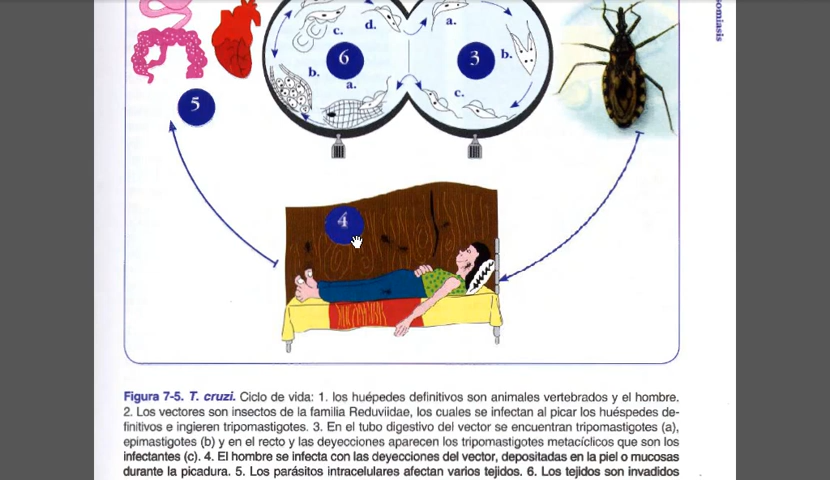 omiasis
c.
d.
a.
5
6
3
b.
b.
a.
c.
4
Figura 7-5. T. cruzi. Ciclo de vida: 1. los huépedes definitivos son animales vertebrados y el hombre.
2. Los vectores son insectos de la familia Reduviidae, los cuales se infectan al picar los huéspedes de-
finitivos e ingieren tripomastigotes. 3. En el tubo digestivo del vector se encuentran tripomastigotes (a),
epimastigotes (b) y en el recto y las deyecciones aparecen los tripomastigotes metacíclicos que son los
infectantes (c). 4. El hombre se infecta con las deyecciones del vector, depositadas en la piel o mucosas
durante la picadura. 5. Los parásitos intracelulares afectan varios tejidos. 6. Los tejidos son invadidos